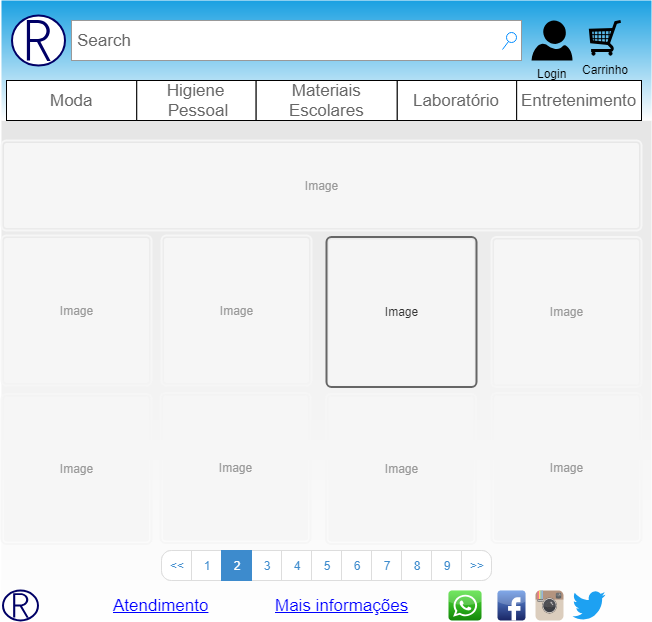 R
Search
Login
Carrinho
Moda
Higiene
Pessoal
Materiais
Escolares
Laboratório
Entretenimento
Image
Image
Image
Image
Image
Image
Image
Image
Image
<< 1 2 3 4 5 6 7 8 9 >>
R
Atendimento
Mais informações
f